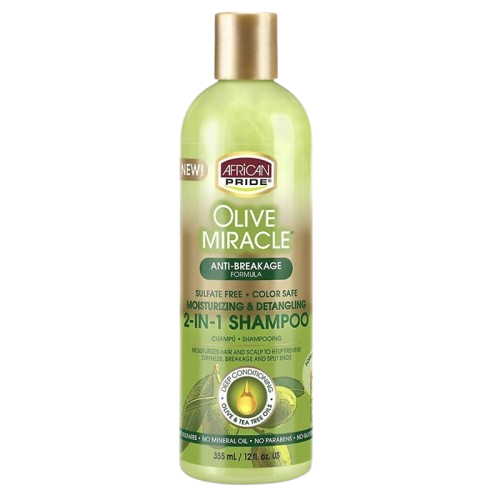 NEW!
AFRICAN
PRIDE
OLIVE
MIRACLE
ANTI-BREAKAGE
FORMULA
SULFATE FREE • COLOR SAFE
MOISTURIZING & DETANGLING
2-IN-1 SHAMPOO
CHAMPÚ • SHAMPOOING
MOISTURIZES HAIR AND SCALP TO HELP PREVENT
DRYNESS, BREAKAGE AND SPLIT ENDS
DEEP CONDITIONING
OLIVE & TEA TREE OILS
• NO MINERAL OIL • NO PARABENS •
355 mL / 12 fl. oz. US